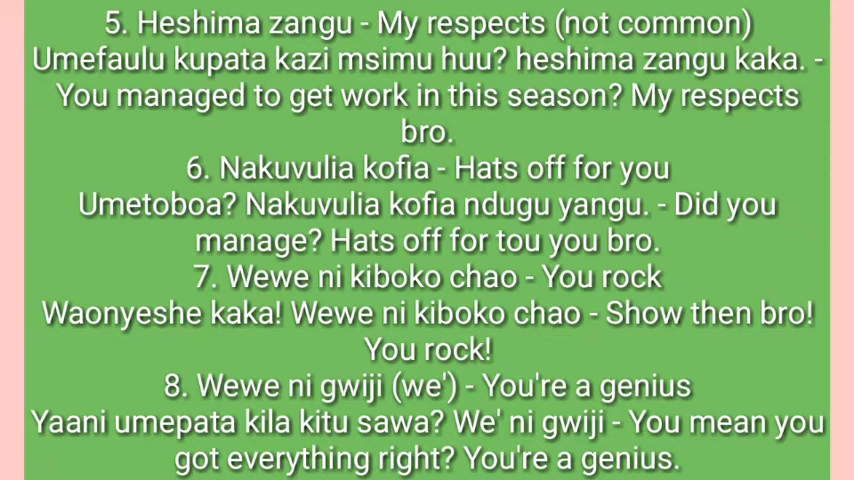 5. Heshima zangu - My respects (not common)
Umefaulu kupata kazi msimu huu? heshima zangu kaka. -
You managed to get work in this season? My respects
bro.
6. Nakuvulia kofia - Hats off for you
Umetoboa? Nakuvulia kofia ndugu yangu. - Did you
manage? Hats off for tou you bro.
7. Wewe ni kiboko chao - You rock
Waonyeshe kaka! Wewe ni kiboko chao - Show then bro!
You rock!
8. Wewe ni gwiji (we') - You're a genius
Yaani umepata kila kitu sawa? We' ni gwiji - You mean you
got everything right? You're a genius.